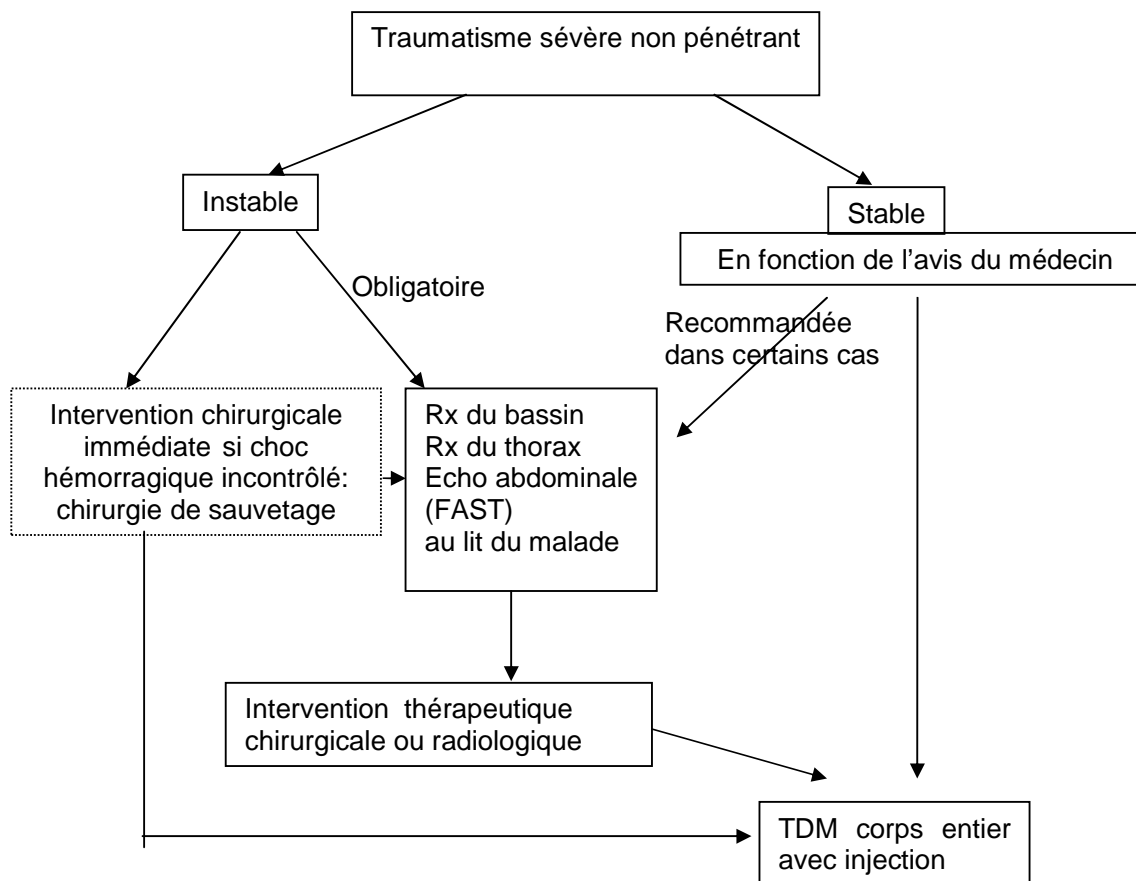 Traumatisme sévère non pénétrant
Instable
Stable
En fonction de l'avis du médecin
Obligatoire
Recommandée
dans certains cas
Intervention chirurgicale
immédiate si choc
hémorragique incontrôlé:
chirurgie de sauvetage
Rx du bassin
Rx du thorax
Echo abdominale
(FAST)
au lit du malade
Intervention thérapeutique
chirurgicale ou radiologique
TDM corps entier
avec injection